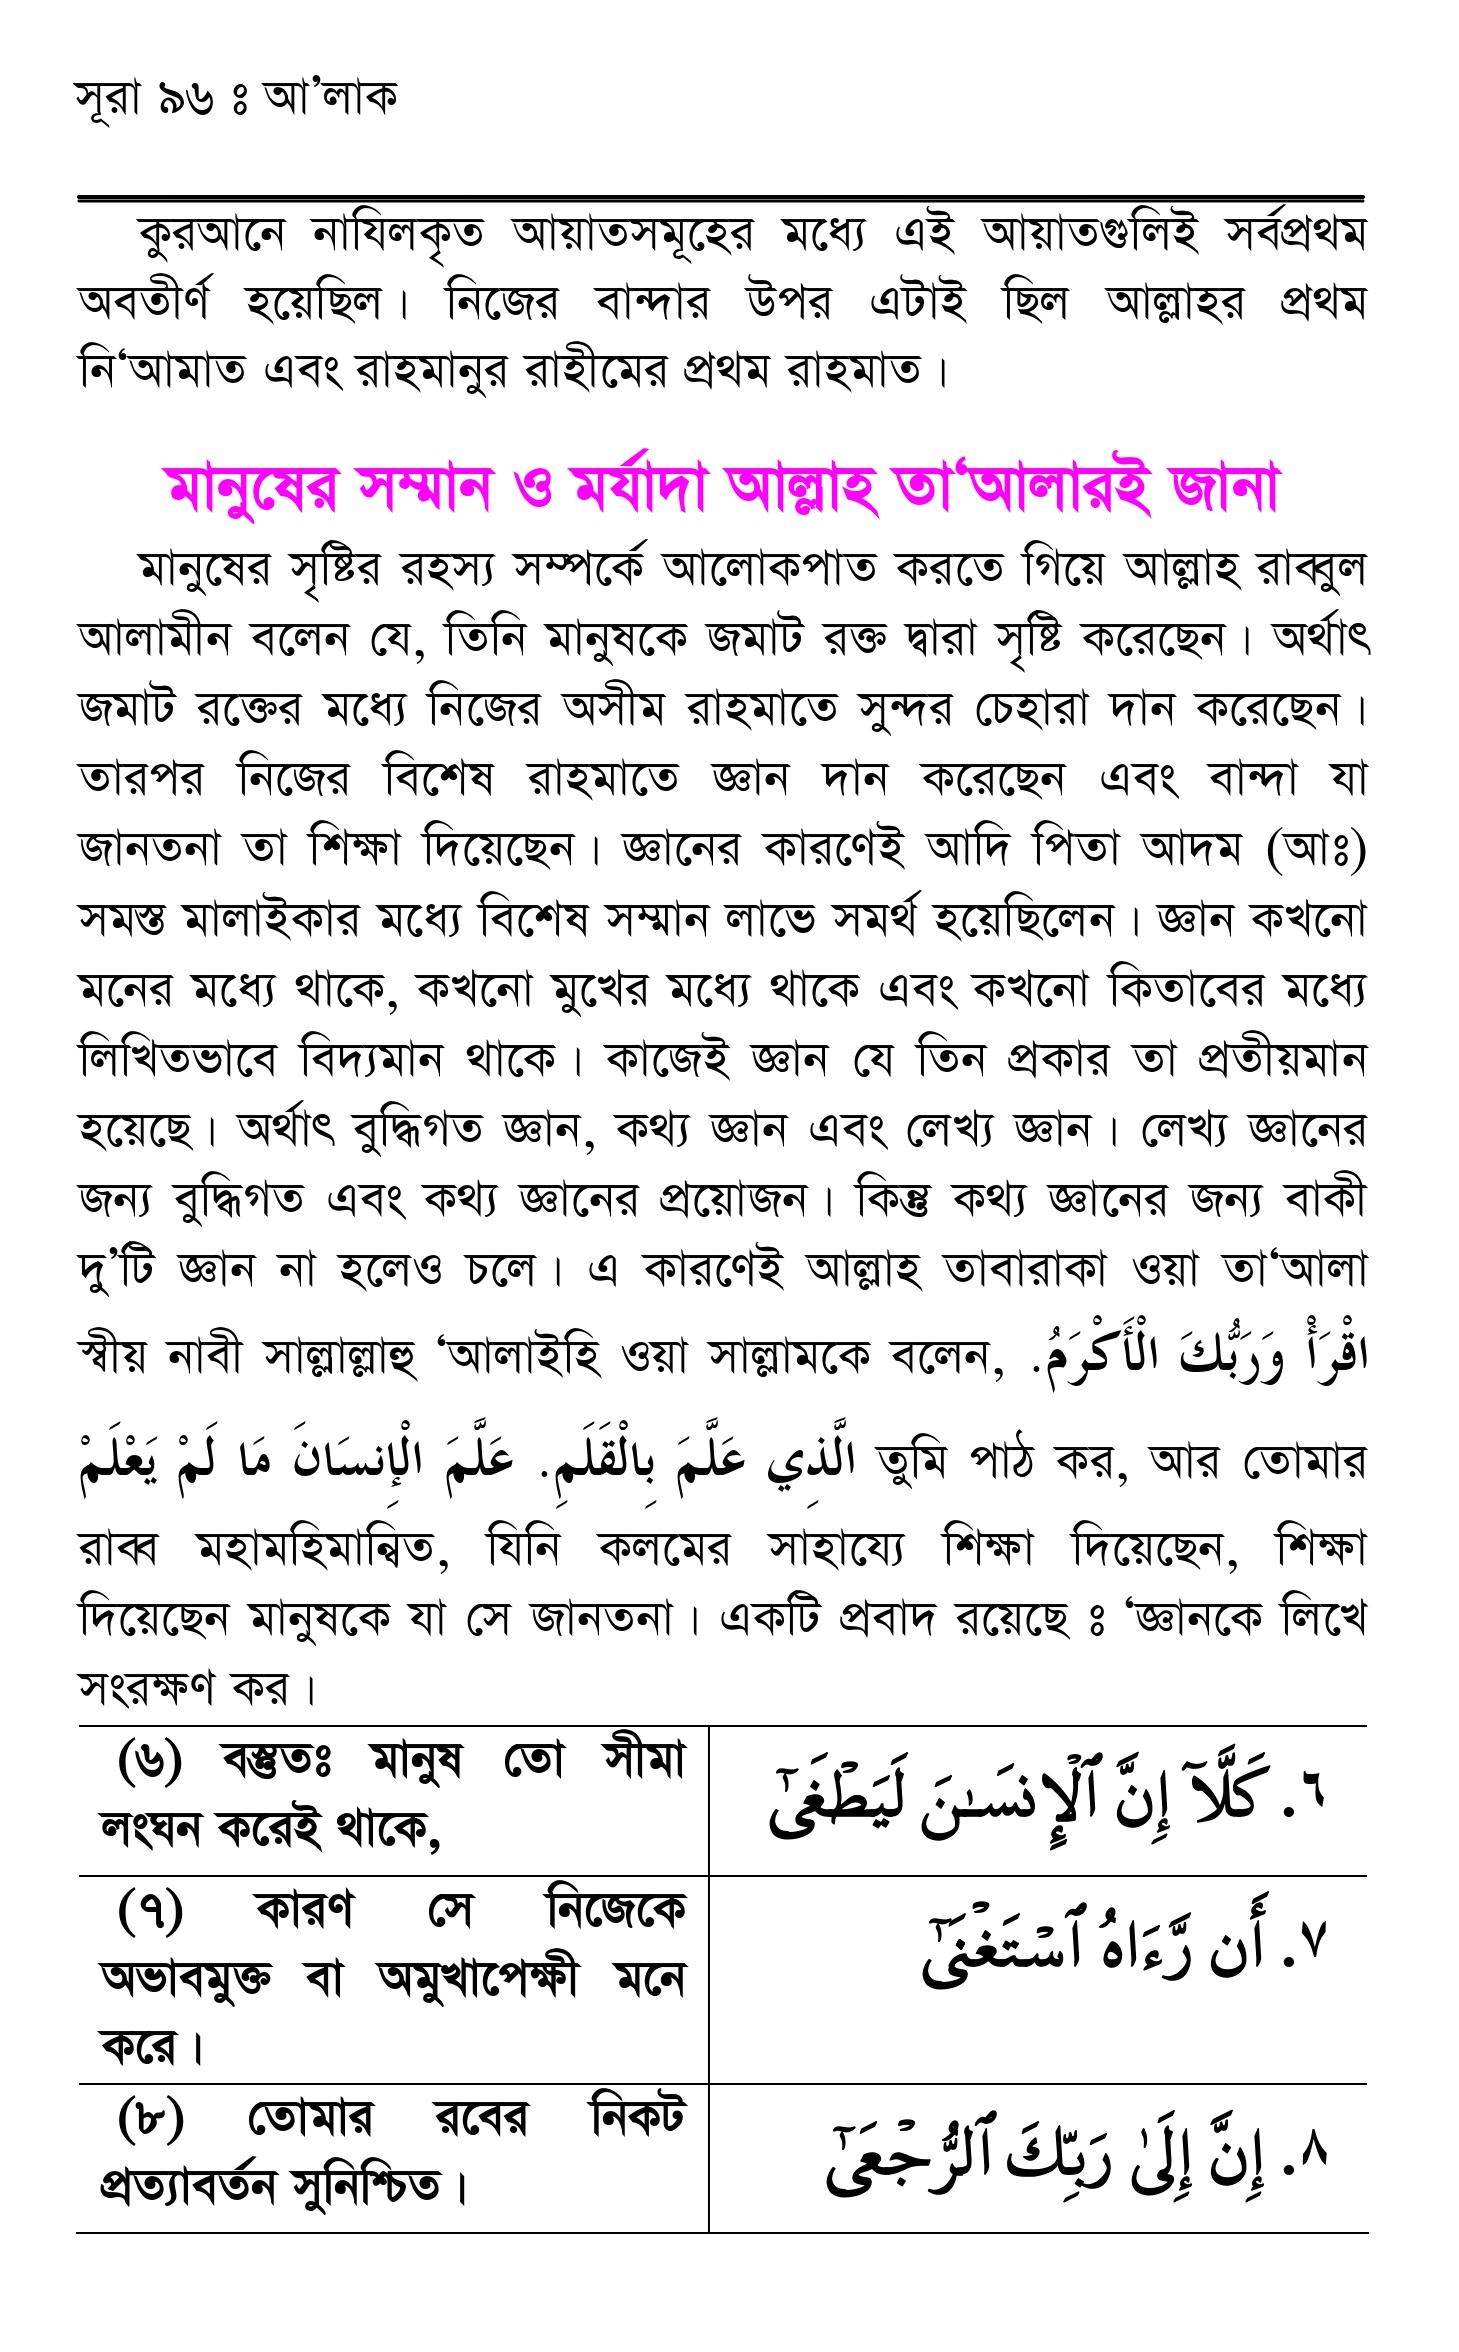 সূরা ৯৬ ঃ আ’লাক
কুরআনে নাযিলকৃত আয়াতসমূহের মধ্যে এই আয়াতগুলিই সর্বপ্রথম
অবতীর্ণ হয়েছিল। নিজের বান্দার উপর এটাই ছিল আল্লাহর প্রথম
নি‘আমাত এবং রাহমানুর রাহীমের প্রথম রাহমাত।
মানুষের সম্মান ও মর্যাদা আল্লাহ তা‘আলারই জানা
মানুষের সৃষ্টির রহস্য সম্পর্কে আলোকপাত করতে গিয়ে আল্লাহ রাব্বুল
আলামীন বলেন যে, তিনি মানুষকে জমাট রক্ত দ্বারা সৃষ্টি করেছেন। অর্থাৎ
জমাট রক্তের মধ্যে নিজের অসীম রাহমাতে সুন্দর চেহারা দান করেছেন।
তারপর নিজের বিশেষ রাহমাতে জ্ঞান দান করেছেন এবং বান্দা যা
জানতনা তা শিক্ষা দিয়েছেন। জ্ঞানের কারণেই আদি পিতা আদম (আঃ)
সমস্ত মালাইকার মধ্যে বিশেষ সম্মান লাভে সমর্থ হয়েছিলেন। জ্ঞান কখনো
মনের মধ্যে থাকে, কখনো মুখের মধ্যে থাকে এবং কখনো কিতাবের মধ্যে
লিখিতভাবে বিদ্যমান থাকে। কাজেই জ্ঞান যে তিন প্রকার তা প্রতীয়মান
হয়েছে। অর্থাৎ বুদ্ধিগত জ্ঞান, কথ্য জ্ঞান এবং লেখ্য জ্ঞান। লেখ্য জ্ঞানের
জন্য বুদ্ধিগত এবং কথ্য জ্ঞানের প্রয়োজন। কিন্তু কথ্য জ্ঞানের জন্য বাকী
দু’টি জ্ঞান না হলেও চলে। এ কারণেই আল্লাহ তাবারাকা ওয়া তা‘আলা
স্বীয় নাবী সাল্লাল্লাহু ‘আলাইহি ওয়া সাল্লামকে বলেন, اقْرَأْ وَرَبُّكَ الْأَكْرَمُ.
الَّذِي عَلَّمَ بِالْقَلَمِ. عَلَّمَ الْإِنسَانَ مَا لَمْ يَعْلَمْ তুমি পাঠ কর, আর তোমার
রাব্ব মহামহিমান্বিত, যিনি কলমের সাহায্যে শিক্ষা দিয়েছেন, শিক্ষা
দিয়েছেন মানুষকে যা সে জানতনা। একটি প্রবাদ রয়েছে ঃ ‘জ্ঞানকে লিখে
সংরক্ষণ কর।
(৬) বস্তুতঃ মানুষ তো সীমা
লংঘন করেই থাকে,
٦. كَلَّآ إِنَّ ٱلْإِنسَـٰنَ لَيَطْغَىٰٓ
(৭) কারণ সে নিজেকে
অভাবমুক্ত বা অমুখাপেক্ষী মনে
করে।
٧. أَن رَّءَاهُ ٱسْتَغْنَىٰٓ
(৮) তোমার রবের নিকট
প্রত্যাবর্তন সুনিশ্চিত।
٨. إِنَّ إِلَىٰ رَبِّكَ ٱلرُّجْعَىٰٓ